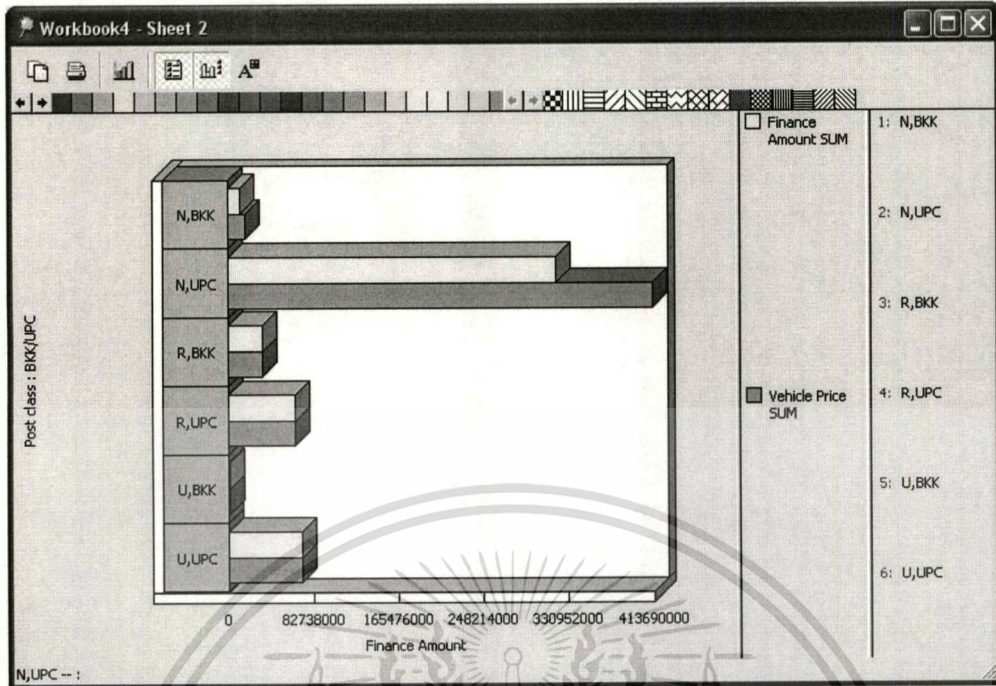 Workbook4 - Sheet 2
A
Finance
Amount SUM
Vehicle Price
SUM
1: N,BKK
2: N,UPC
3: R,BKK
4: R,UPC
5: U,BKK
6: U,UPC
Post class : BKK/UPC
N,BKK
N,UPC
R,BKK
R,UPC
U,BKK
U,UPC
0 82738000 165476000 248214000 330952000 413690000
Finance Amount
N,UPC -- :